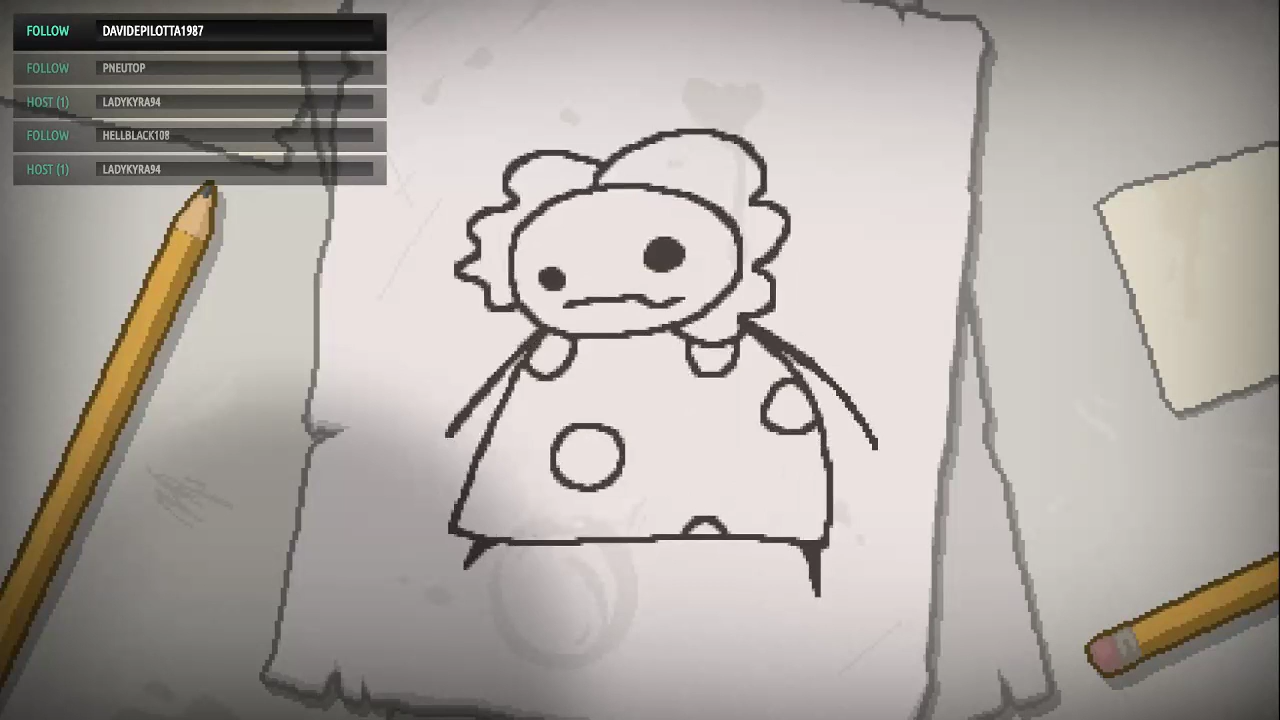 FOLLOW DAVIDEPILOTTA1987
FOLLOW PNEUTOP
HOST (1) LADYKYRA94
FOLLOW HELLBLACK108
HOST (1) LADYKYRA94